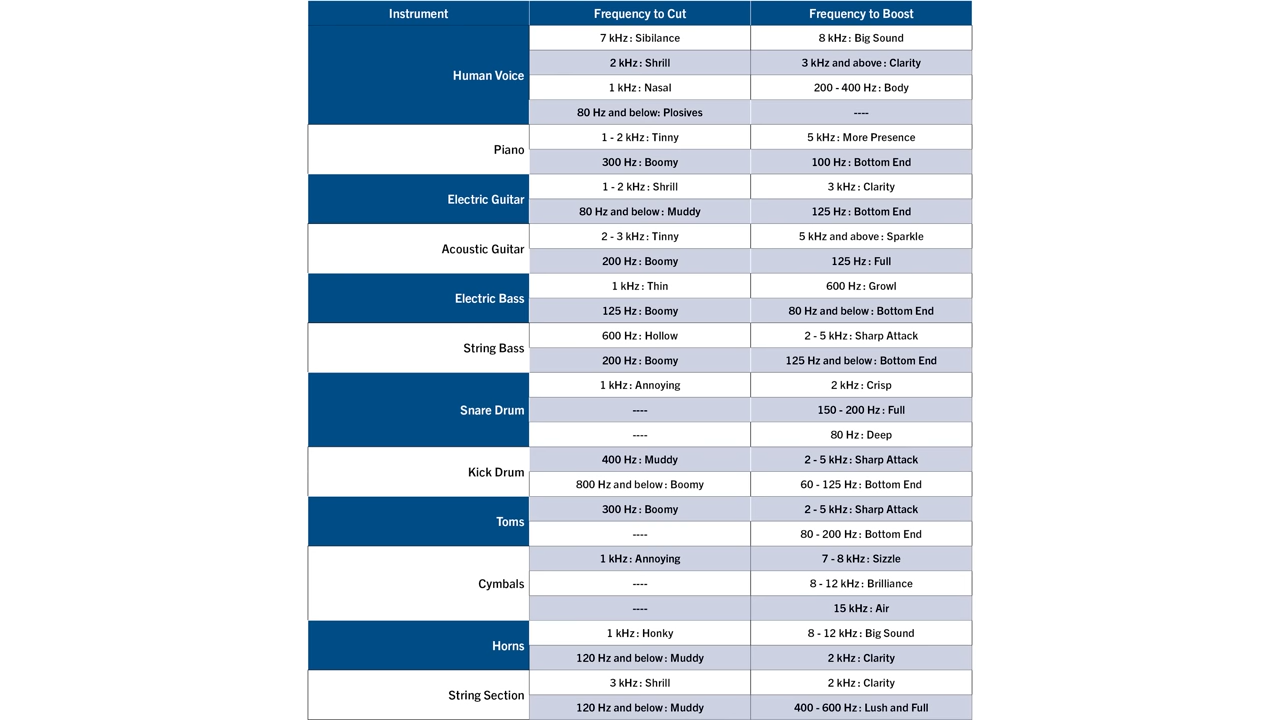 Instrument Frequency to Cut Frequency to Boost
7 kHz : Sibilance 8 kHz : Big Sound
2 kHz : Shrill 3 kHz and above : Clarity
Human Voice
1 kHz : Nasal 200 - 400 Hz : Body
80 Hz and below: Plosives ----
1 - 2 kHz : Tinny 5 kHz : More Presence
Piano
300 Hz : Boomy 100 Hz : Bottom End
1 - 2 kHz : Shrill 3 kHz : Clarity
Electric Guitar
80 Hz and below : Muddy 125 Hz : Bottom End
2 - 3 kHz : Tinny 5 kHz and above : Sparkle
Acoustic Guitar
200 Hz : Boomy 125 Hz : Full
1 kHz : Thin 600 Hz : Growl
Electric Bass
125 Hz : Boomy 80 Hz and below : Bottom End
600 Hz : Hollow 2 - 5 kHz : Sharp Attack
String Bass
200 Hz : Boomy 125 Hz and below : Bottom End
1 kHz : Annoying 2 kHz : Crisp
Snare Drum ---- 150 - 200 Hz : Full
---- 80 Hz : Deep
400 Hz : Muddy 2 - 5 kHz : Sharp Attack
Kick Drum
800 Hz and below : Boomy 60 - 125 Hz : Bottom End
300 Hz : Boomy 2 - 5 kHz : Sharp Attack
Toms
---- 80 - 200 Hz : Bottom End
1 kHz : Annoying 7 - 8 kHz : Sizzle
Cymbals ---- 8 - 12 kHz : Brilliance
---- 15 kHz : Air
1 kHz : Honky 8 - 12 kHz : Big Sound
Horns
120 Hz and below : Muddy 2 kHz : Clarity
3 kHz : Shrill 2 kHz : Clarity
String Section
120 Hz and below : Muddy 400 - 600 Hz : Lush and Full